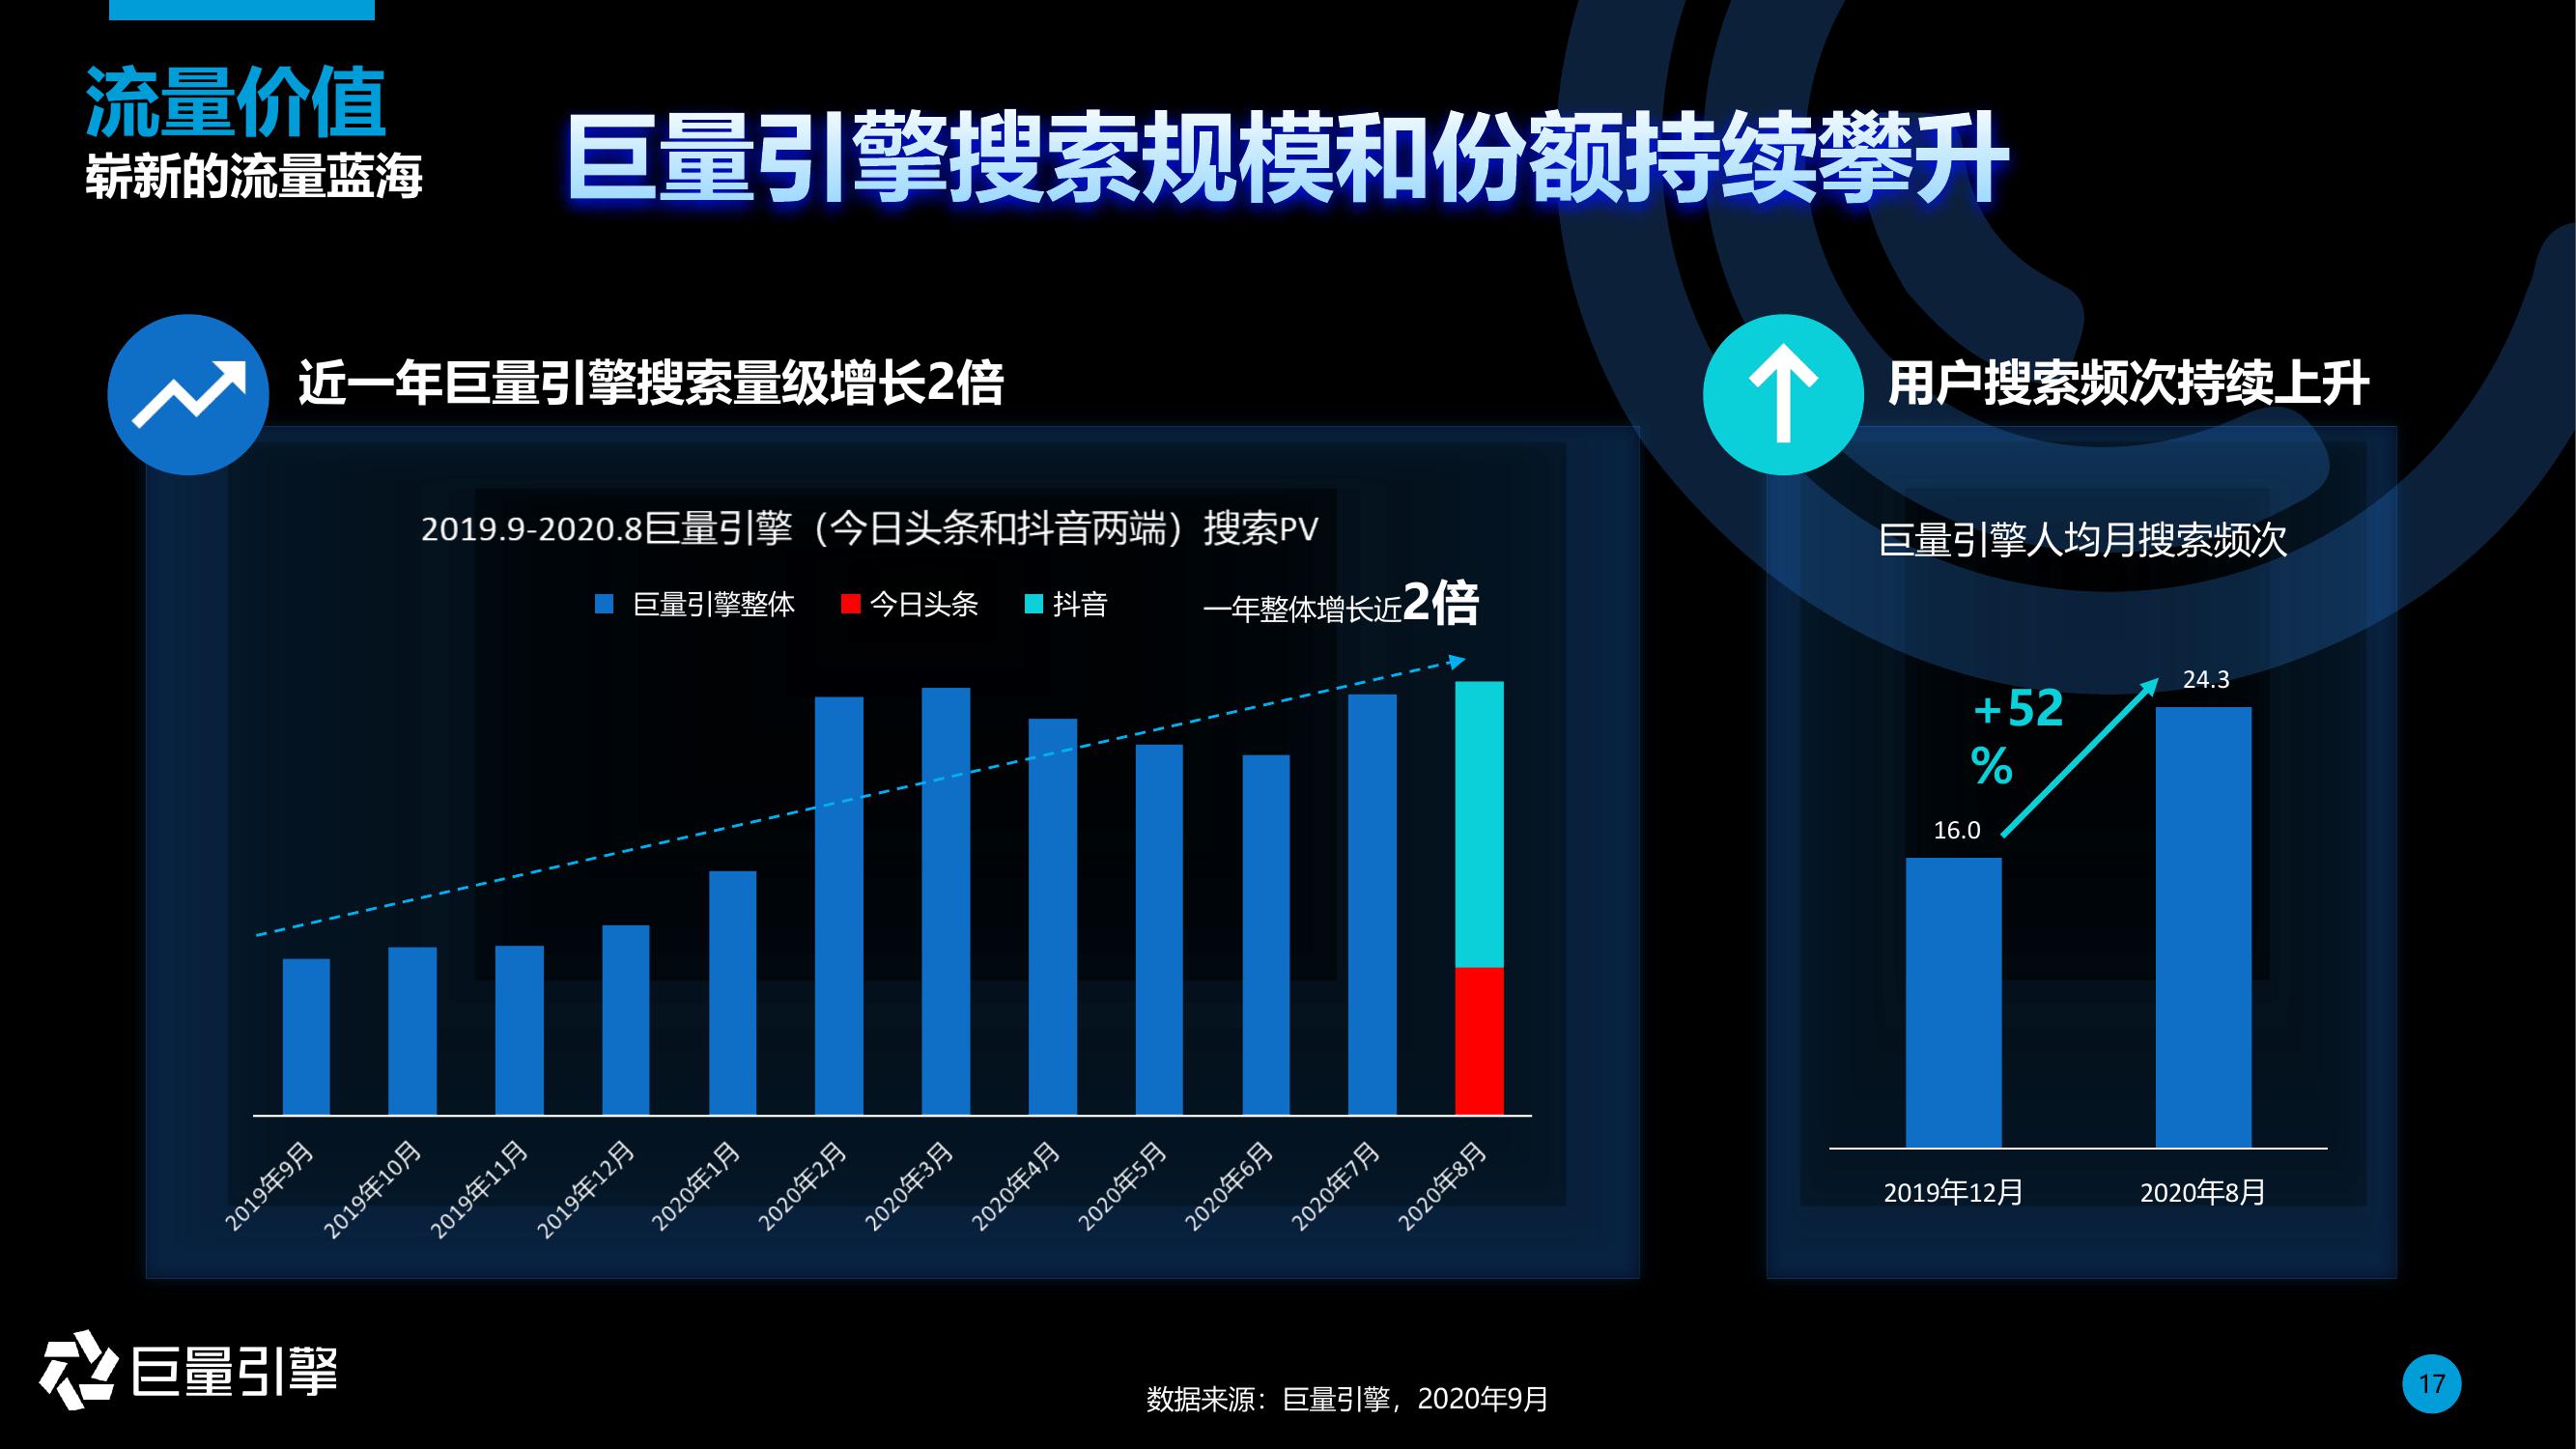 流量价值
崭新的流量蓝海
巨量引擎搜索规模和份额持续攀升
近一年巨量引擎搜索量级增长2倍
2019.9-2020.8巨量引擎（今日头条和抖音两端）搜索PV
巨量引擎整体 今日头条 抖音
一年整体增长近2倍
2019年9月
2019年10月
2019年11月
2019年12月
2020年1月
2020年2月
2020年3月
2020年4月
2020年5月
2020年6月
2020年7月
2020年8月
用户搜索频次持续上升
巨量引擎人均月搜索频次
24.3
+52
%
16.0
2019年12月
2020年8月
巨量引擎
数据来源：巨量引擎，2020年9月
17